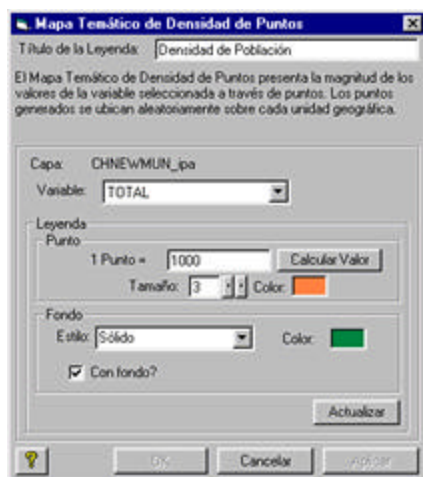 Mapa Temático de Densidad de Puntos
Título de la Leyenda: Densidad de Población
El Mapa Temático de Densidad de Puntos presenta la magnitud de los
valores de la variable seleccionada a través de puntos. Los puntos
generados se ubican aleatoriamente sobre cada unidad geográfica.
Capa: CHNEWMUN_ipa
Variable: TOTAL
Leyenda
Punto
1 Punto = 1000 Calcular Valor
Tamaño: 3 Color:
Fondo
Estilo: Sólido Color:
Con fondo?
Actualizar
? OK Cancelar Aplicar